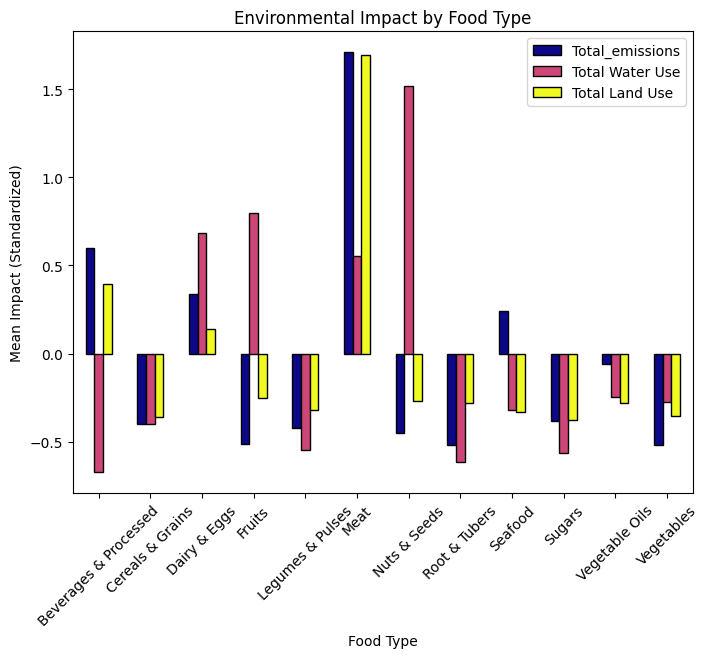 Environmental Impact by Food Type
Total_emissions
Total Water Use
Total Land Use
Mean Impact (Standardized)
1.5
1.0
0.5
0.0
−0.5
Beverages & Processed
Cereals & Grains
Dairy & Eggs
Fruits
Legumes & Pulses
Meat
Nuts & Seeds
Root & Tubers
Seafood
Sugars
Vegetable Oils
Vegetables
Food Type